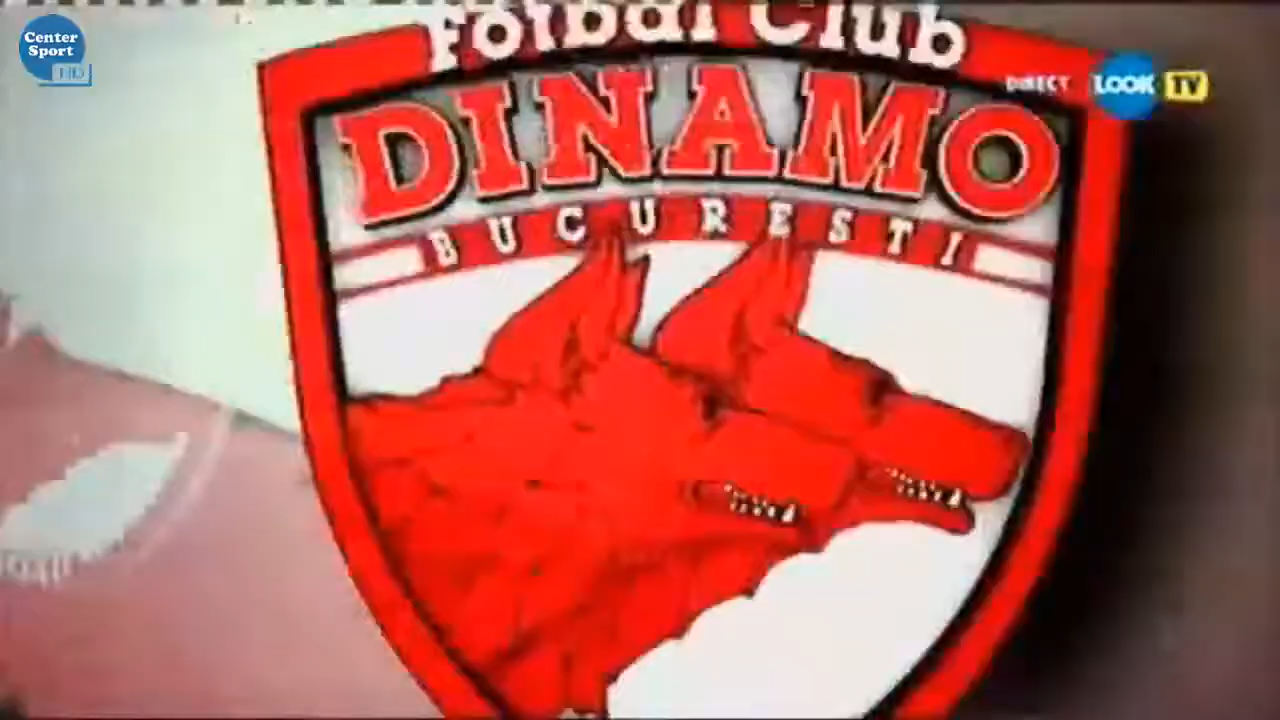 Center
Sport
HD
Fotbal Club
DIRECT LOOK TV
DINAMO
BUCURESTI